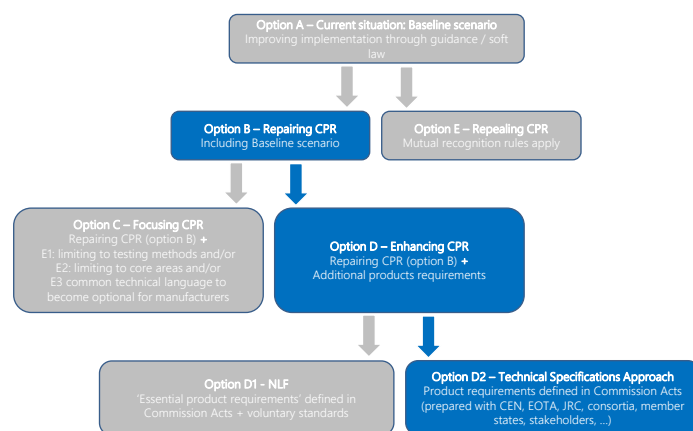 Option A – Current situation: Baseline scenario
Improving implementation through guidance / soft
law
Option B – Repairing CPR
Including Baseline scenario
Option E – Repealing CPR
Mutual recognition rules apply
Option C – Focusing CPR
Repairing CPR (option B) +
E1: limiting to testing methods and/or
E2: limiting to core areas and/or
E3 common technical language to
become optional for manufacturers
Option D – Enhancing CPR
Repairing CPR (option B) +
Additional products requirements
Option D1 - NLF
‘Essential product requirements’ defined in
Commission Acts + voluntary standards
Option D2 – Technical Specifications Approach
Product requirements defined in Commission Acts
(prepared with CEN, EOTA, JRC, consortia, member
states, stakeholders, …)